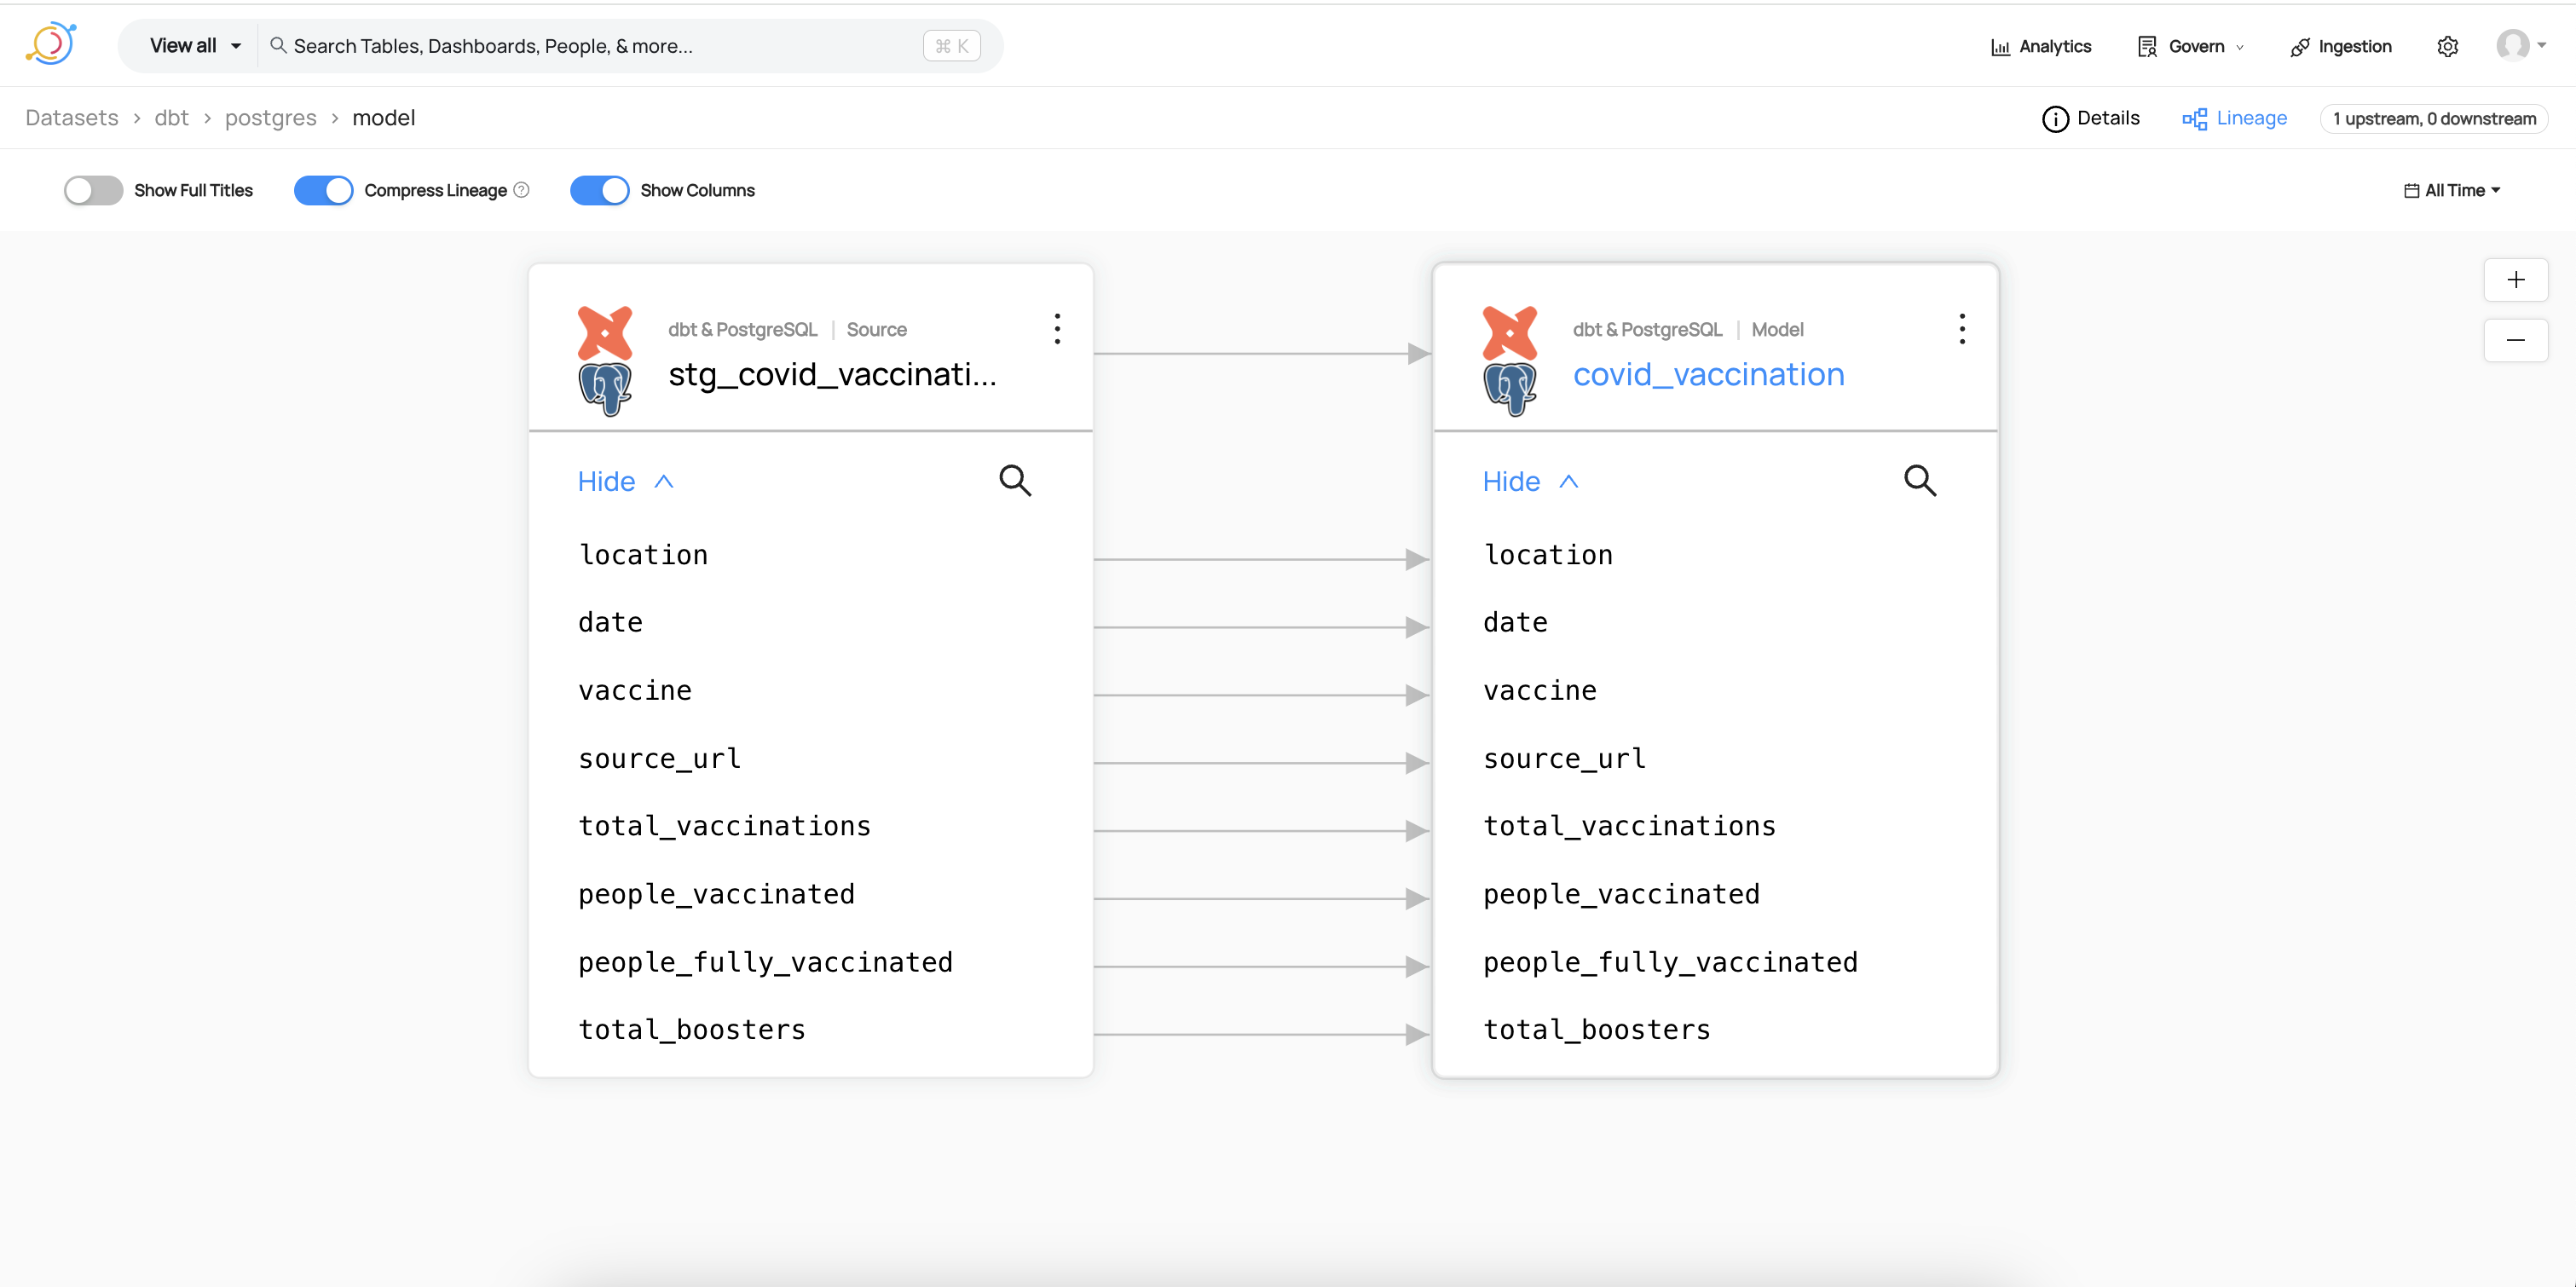 View all Search Tables, Dashboards, People, & more... ⌘ K Analytics Govern Ingestion
Datasets > dbt > postgres > model Details Lineage 1 upstream, 0 downstream
Show Full Titles Compress Lineage ? Show Columns All Time
dbt & PostgreSQL | Source
stg_covid_vaccinati...
Hide
location
date
vaccine
source_url
total_vaccinations
people_vaccinated
people_fully_vaccinated
total_boosters
dbt & PostgreSQL | Model
covid_vaccination
Hide
location
date
vaccine
source_url
total_vaccinations
people_vaccinated
people_fully_vaccinated
total_boosters